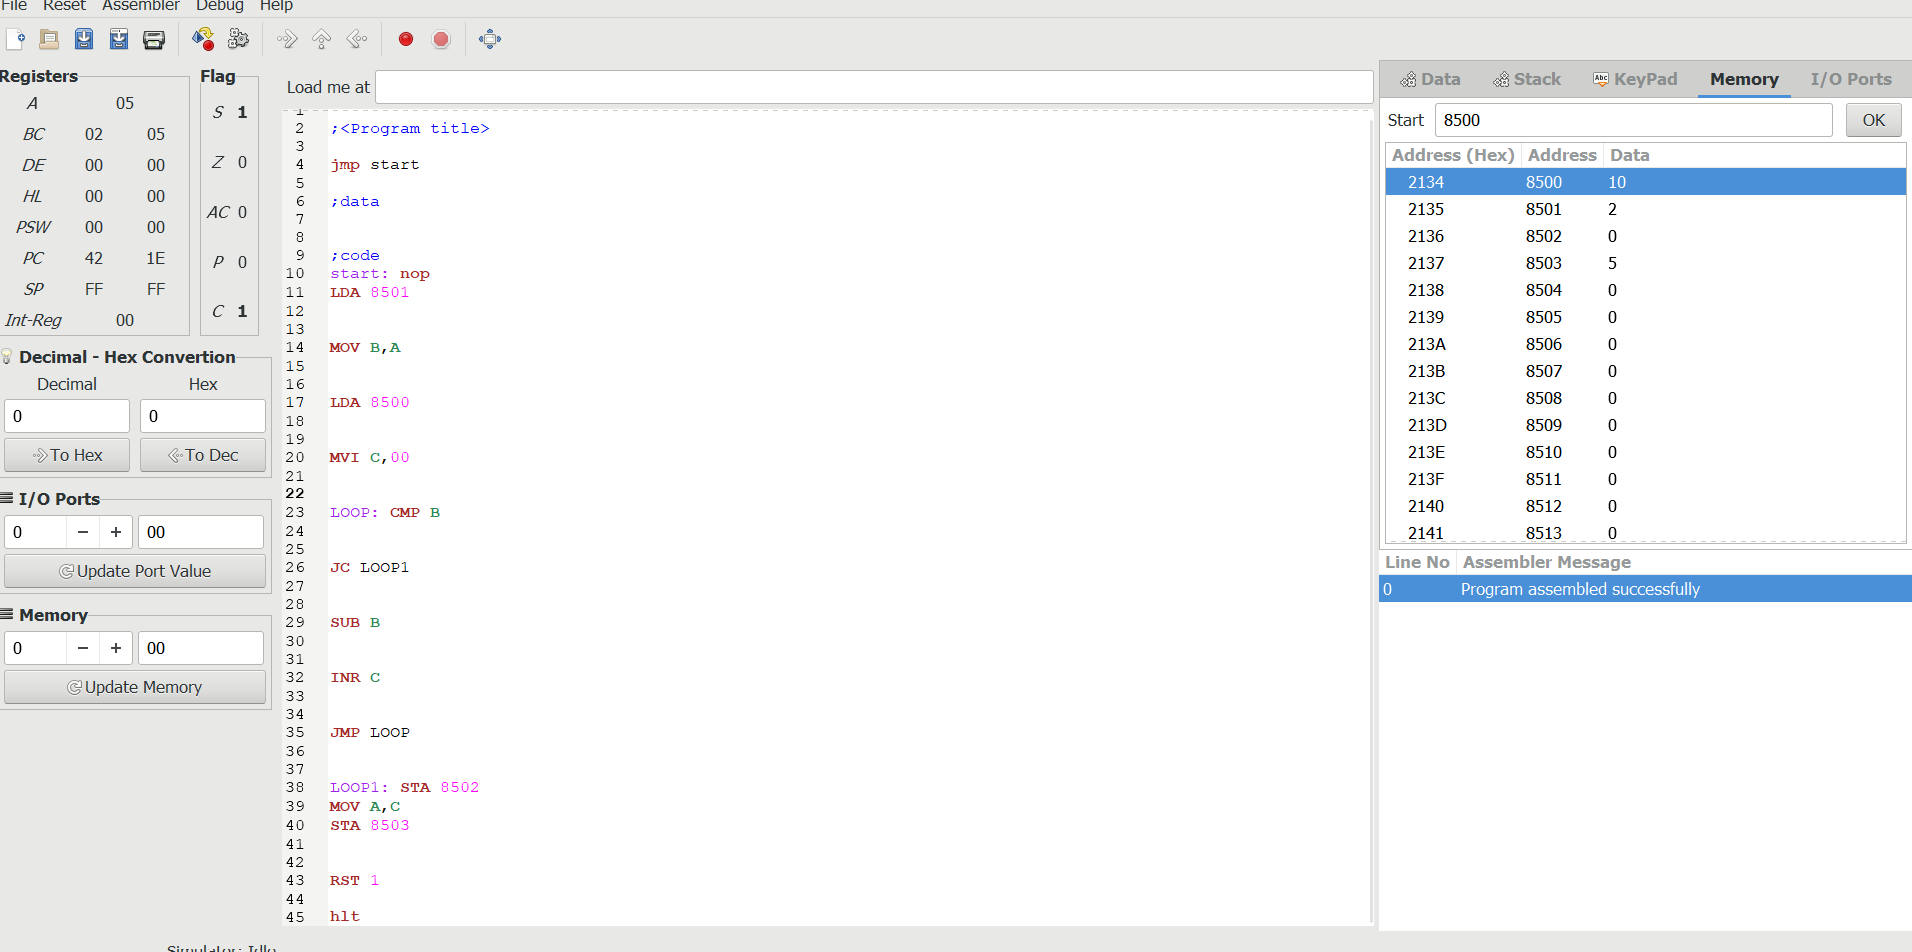 File Reset Assembler Debug Help
Registers
A 05
BC 02 05
DE 00 00
HL 00 00
PSW 00 00
PC 42 1E
SP FF FF
Int-Reg 00
Flag
S 1
Z 0
AC 0
P 0
C 1
Decimal - Hex Convertion
Decimal Hex
0 0
To Hex To Dec
I/O Ports
0 − + 00
Update Port Value
Memory
0 − + 00
Update Memory
Load me at
1
2 ;<Program title>
3
4 jmp start
5
6 ;data
7
8
9 ;code
10 start: nop
11 LDA 8501
12
13
14 MOV B,A
15
16
17 LDA 8500
18
19
20 MVI C,00
21
22
23 LOOP: CMP B
24
25
26 JC LOOP1
27
28
29 SUB B
30
31
32 INR C
33
34
35 JMP LOOP
36
37
38 LOOP1: STA 8502
39 MOV A,C
40 STA 8503
41
42
43 RST 1
44
45 hlt
Data Stack Abc KeyPad Memory I/O Ports
Start 8500 OK
Address (Hex) Address Data
2134 8500 10
2135 8501 2
2136 8502 0
2137 8503 5
2138 8504 0
2139 8505 0
213A 8506 0
213B 8507 0
213C 8508 0
213D 8509 0
213E 8510 0
213F 8511 0
2140 8512 0
2141 8513 0
Line No Assembler Message
0 Program assembled successfully
Simulator: Idle